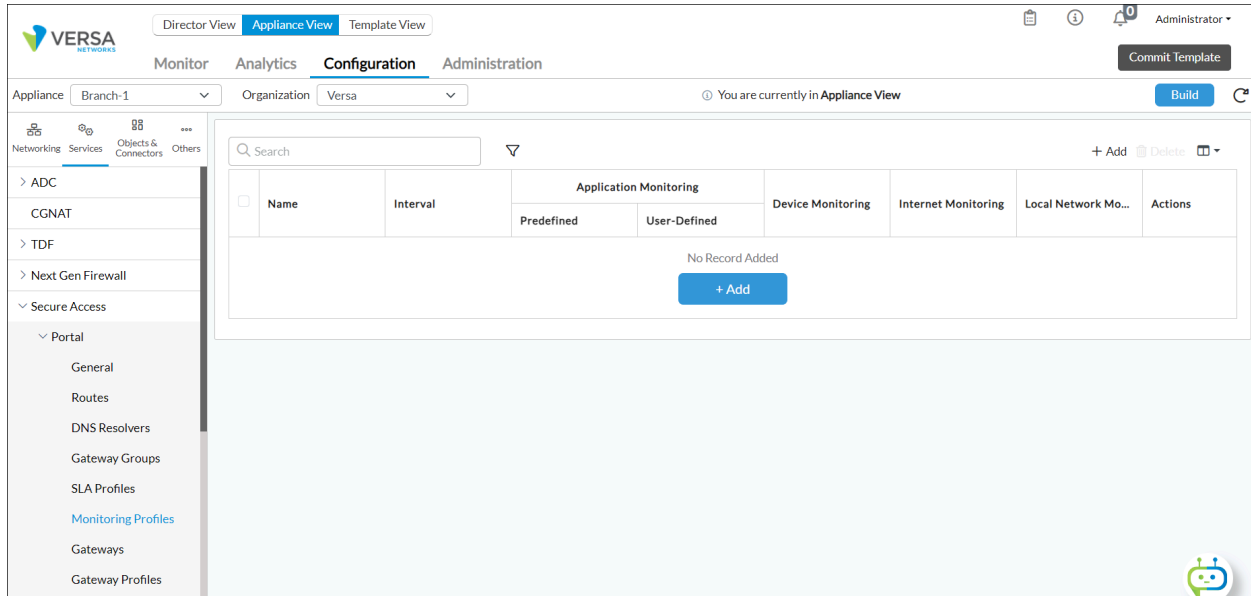 VERSA
NETWORKS
Director View Appliance View Template View
0
Administrator
Monitor Analytics Configuration Administration
Commit Template
Appliance Branch-1 Organization Versa You are currently in Appliance View Build
Networking Services Objects & Connectors Others
Search
+ Add Delete
Name Interval Application Monitoring Device Monitoring Internet Monitoring Local Network Mo... Actions
Predefined User-Defined
No Record Added
+ Add
ADC
CGNAT
TDF
Next Gen Firewall
Secure Access
Portal
General
Routes
DNS Resolvers
Gateway Groups
SLA Profiles
Monitoring Profiles
Gateways
Gateway Profiles